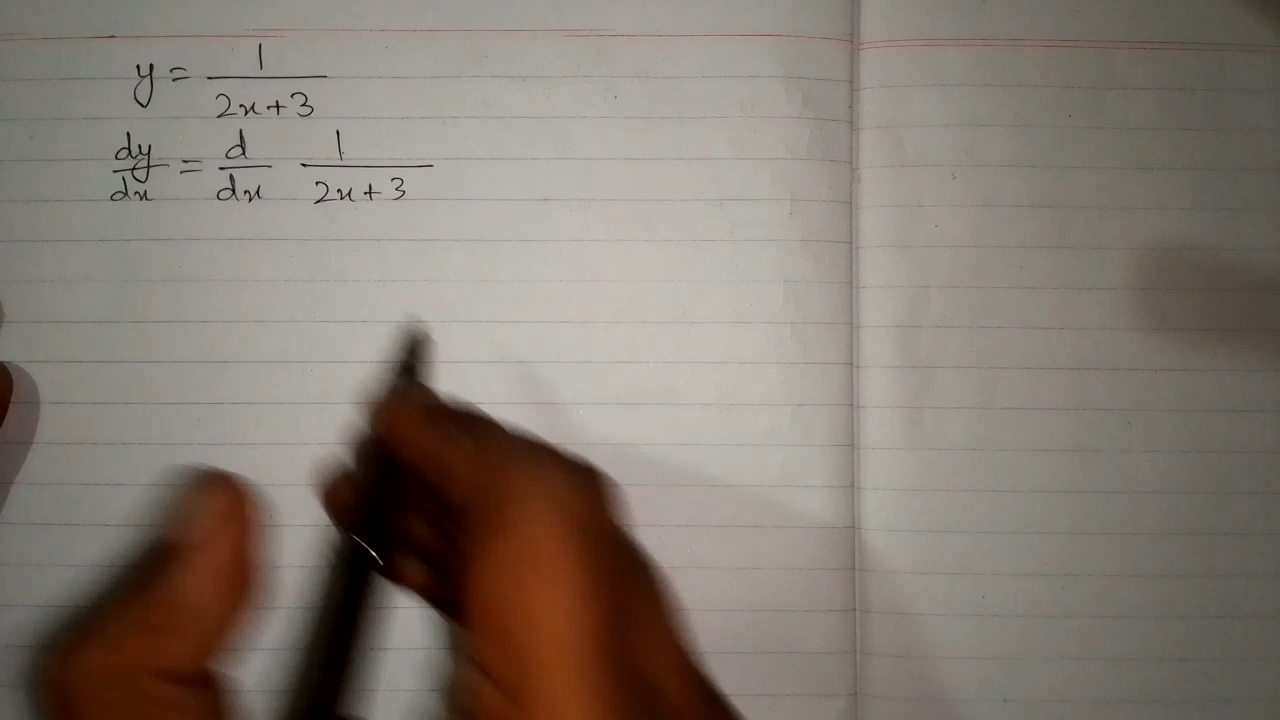 y = 1/(2x+3)
dy/dx = d/dx 1/(2x+3)